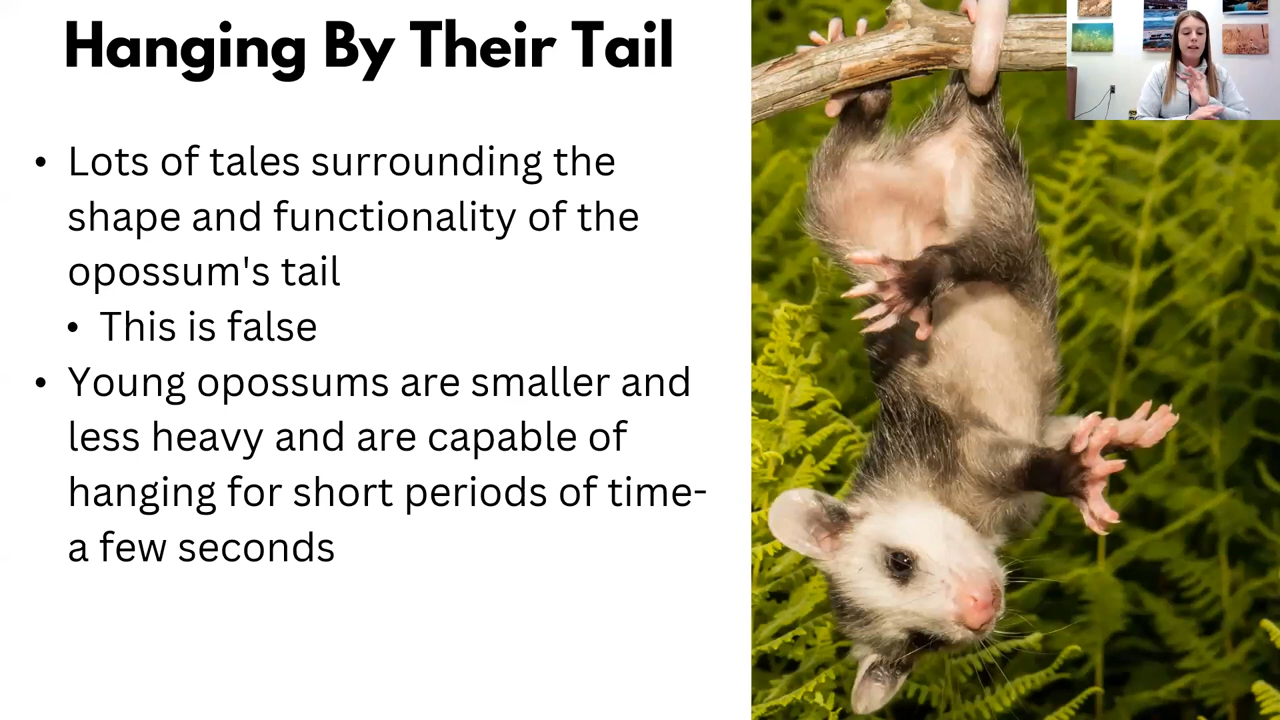 Hanging By Their Tail
• Lots of tales surrounding the
shape and functionality of the
opossum's tail
• This is false
• Young opossums are smaller and
less heavy and are capable of
hanging for short periods of time-
a few seconds